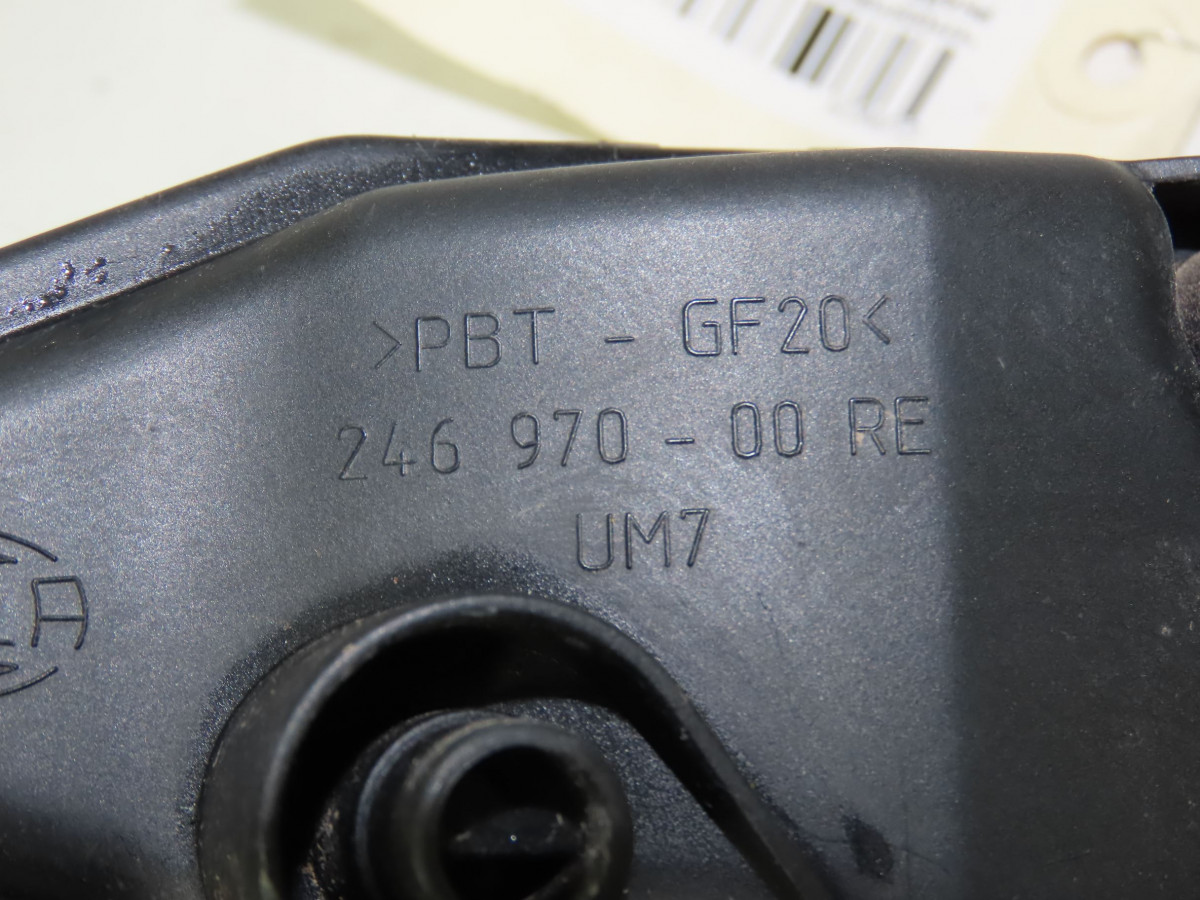 >PBT - GF20<
246 970 - 00 RE
UM7